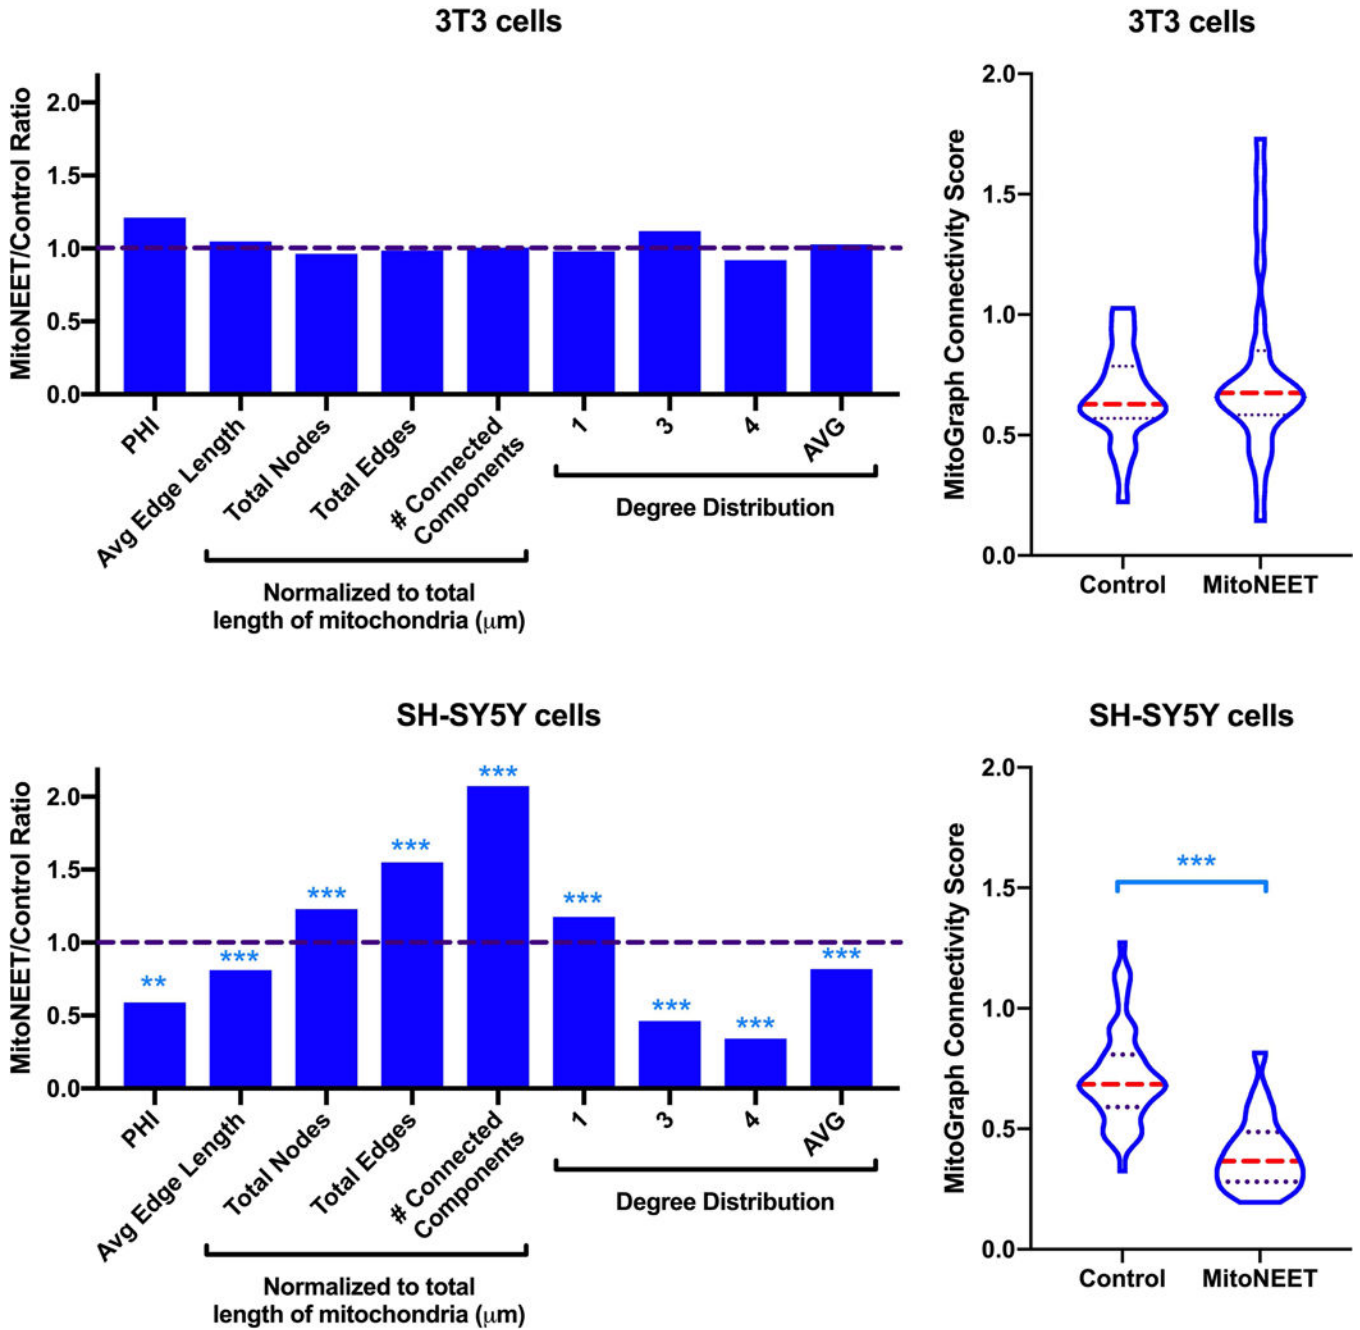 3T3 cells
MitoNEET/Control Ratio
2.0
1.5
1.0
0.5
0.0
PHI
Avg Edge Length
Total Nodes
Total Edges
# Connected
Components
1
3
4
AVG
Normalized to total
length of mitochondria (μm)
Degree Distribution
3T3 cells
MitoGraph Connectivity Score
2.0
1.5
1.0
0.5
0.0
Control
MitoNEET
SH-SY5Y cells
MitoNEET/Control Ratio
2.0
1.5
1.0
0.5
0.0
**
***
***
***
***
***
***
***
***
PHI
Avg Edge Length
Total Nodes
Total Edges
# Connected
Components
1
3
4
AVG
Normalized to total
length of mitochondria (μm)
Degree Distribution
SH-SY5Y cells
MitoGraph Connectivity Score
2.0
1.5
1.0
0.5
0.0
***
Control
MitoNEET